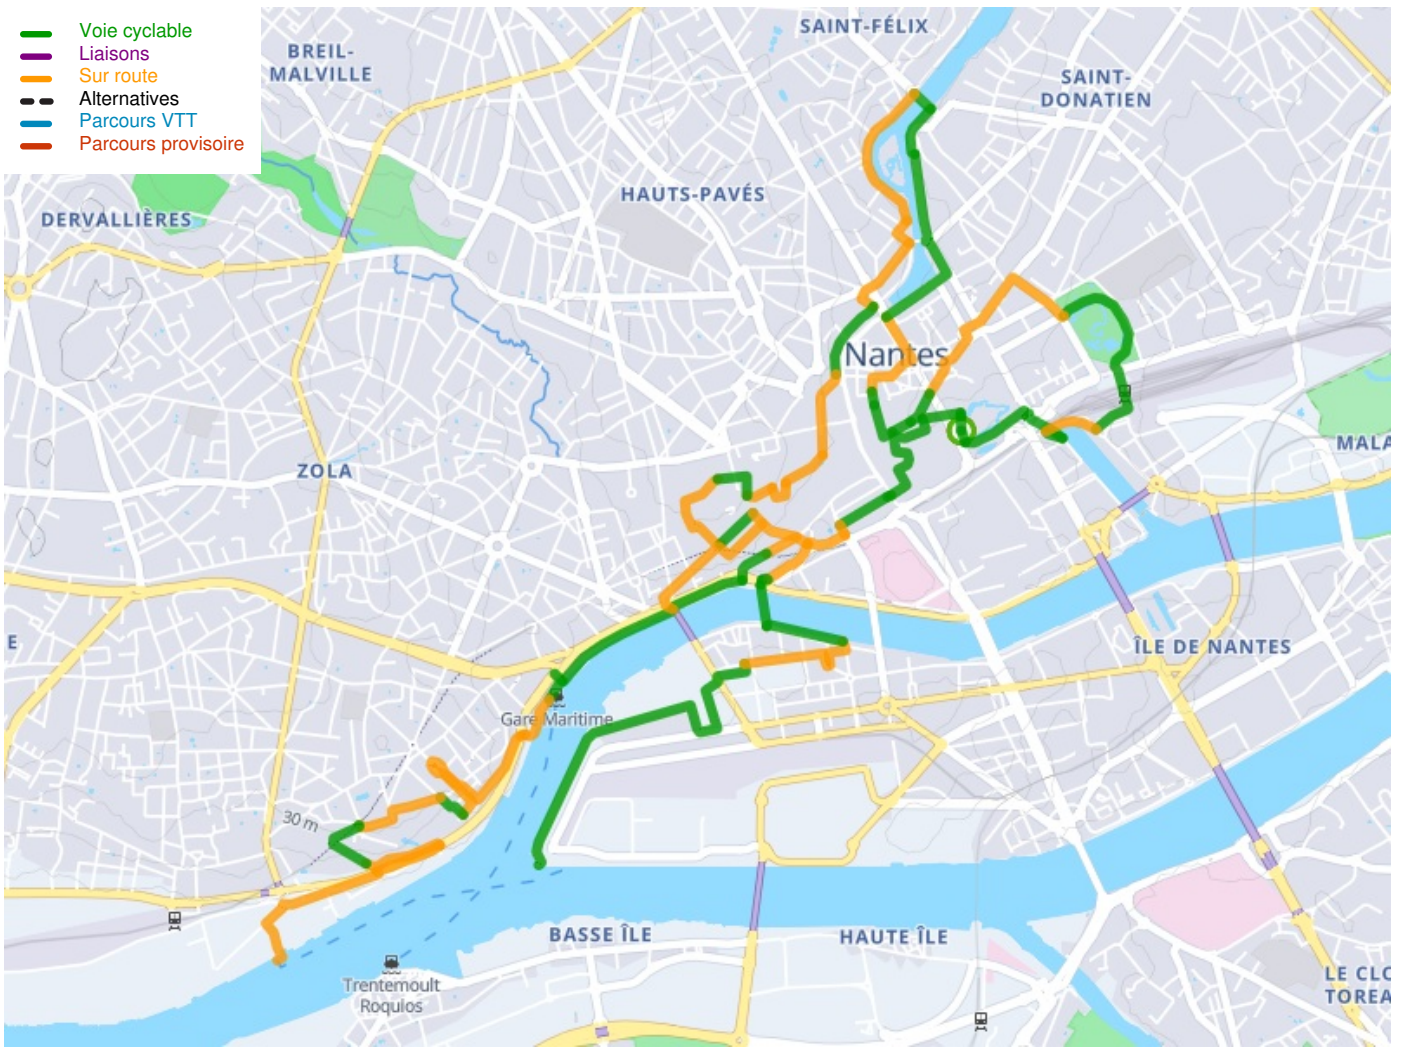 Voie cyclable
Liaisons
Sur route
Alternatives
Parcours VTT
Parcours provisoire
SAINT-FÉLIX
BREIL-
MALVILLE
SAINT-
DONATIEN
HAUTS-PAVÉS
DERVALLIÈRES
Nantes
MALA
ZOLA
E
ÎLE DE NANTES
Gare Maritime
30 m
BASSE ÎLE
HAUTE ÎLE
Trentemoult
Roquios
LE CLO
TOREA